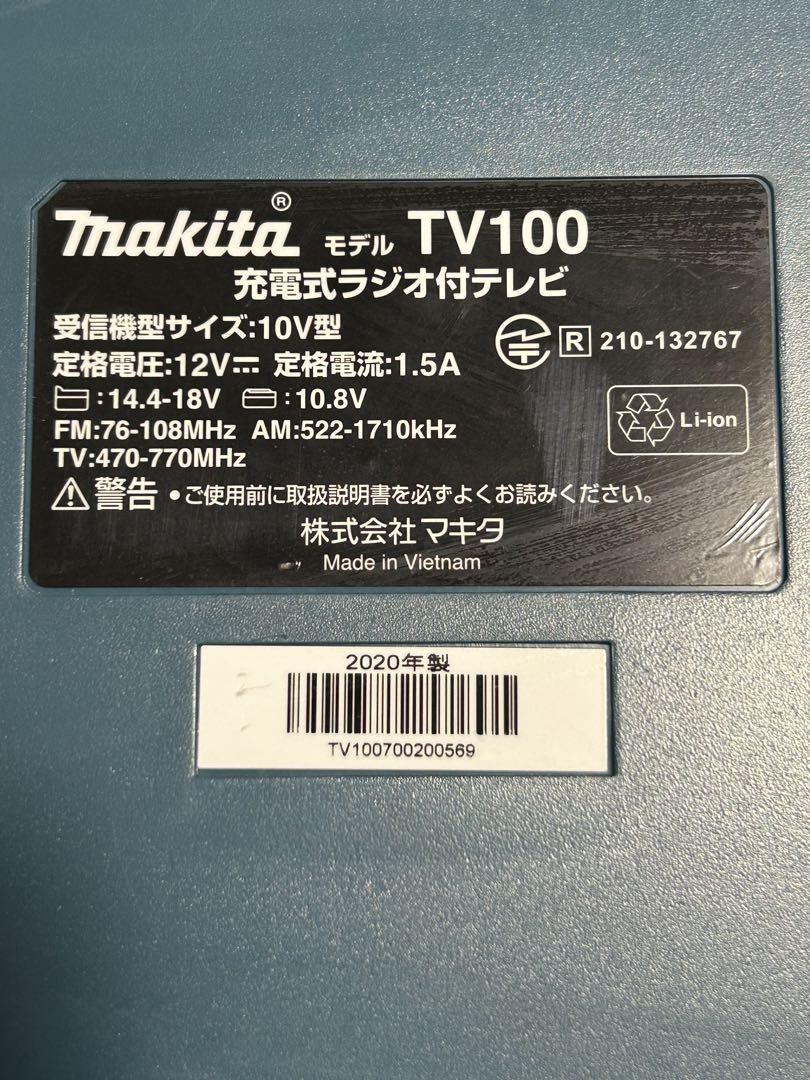 makita® モデル TV100
充電式ラジオ付テレビ
受信機型サイズ:10V型
定格電圧:12V⎓ 定格電流:1.5A
R 210-132767
:14.4-18V :10.8V
Li-ion
FM:76-108MHz AM:522-1710kHz
TV:470-770MHz
⚠警告 ●ご使用前に取扱説明書を必ずよくお読みください。
株式会社マキタ
Made in Vietnam
2020年製
TV100700200569